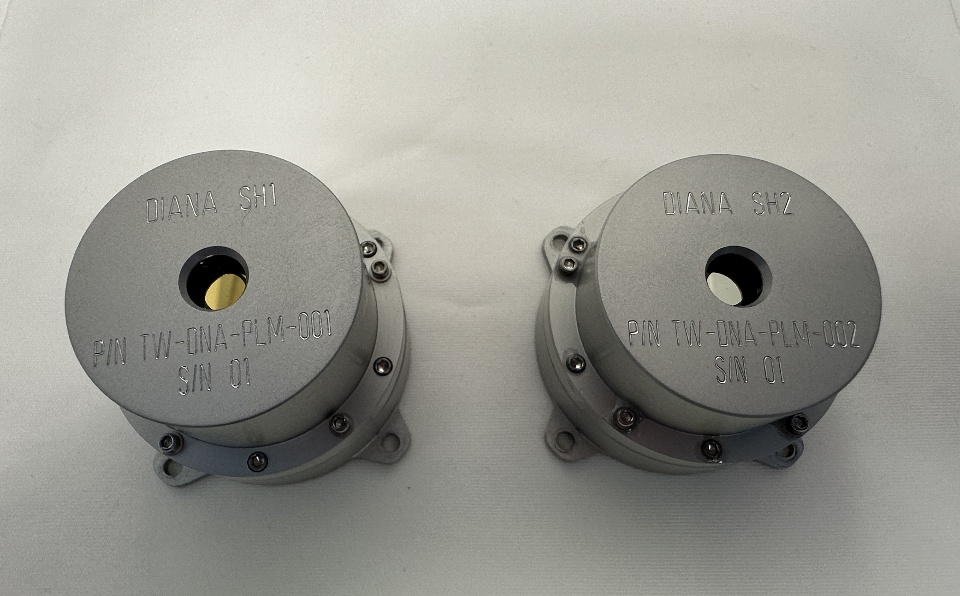 DIANA SH1
P/N TW-DNA-PLM-001
S/N 01
DIANA SH2
P/N TW-DNA-PLM-002
S/N 01